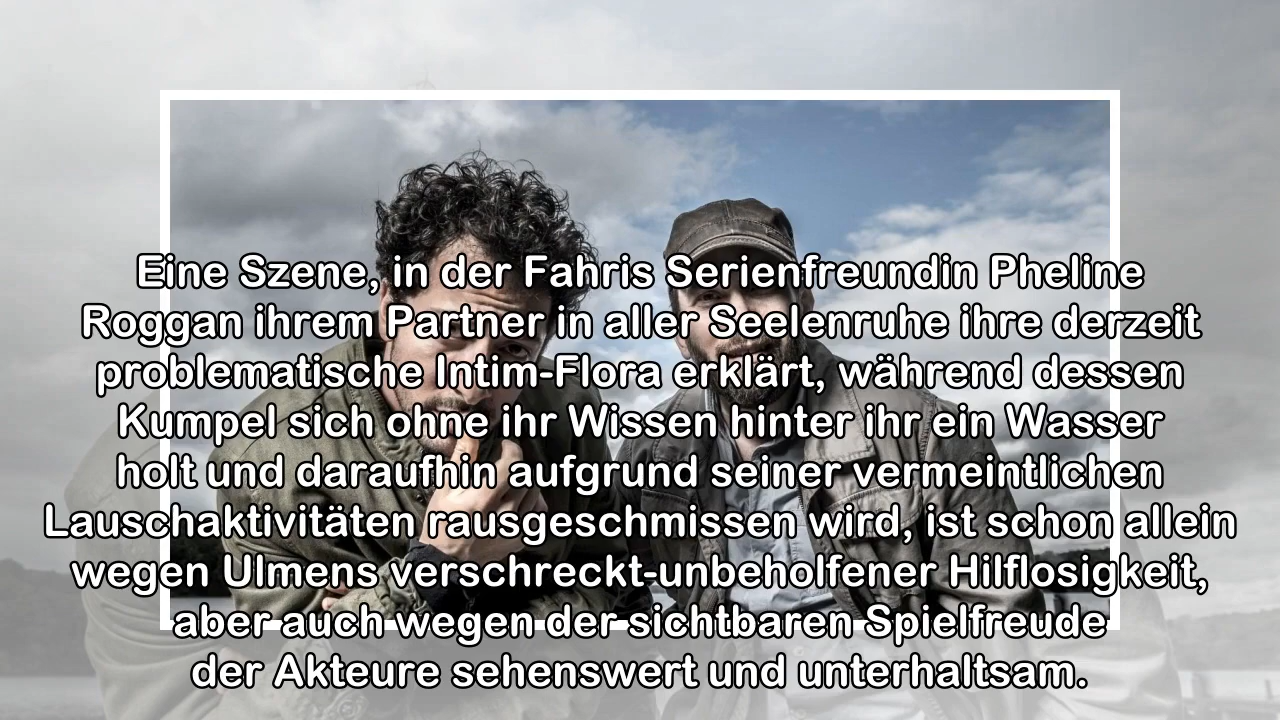 Eine Szene, in der Fahris Serienfreundin Pheline
Roggan ihrem Partner in aller Seelenruhe ihre derzeit
problematische Intim-Flora erklärt, während dessen
Kumpel sich ohne ihr Wissen hinter ihr ein Wasser
holt und daraufhin aufgrund seiner vermeintlichen
Lauschaktivitäten rausgeschmissen wird, ist schon allein
wegen Ulmens verschreckt-unbeholfener Hilflosigkeit,
aber auch wegen der sichtbaren Spielfreude
der Akteure sehenswert und unterhaltsam.